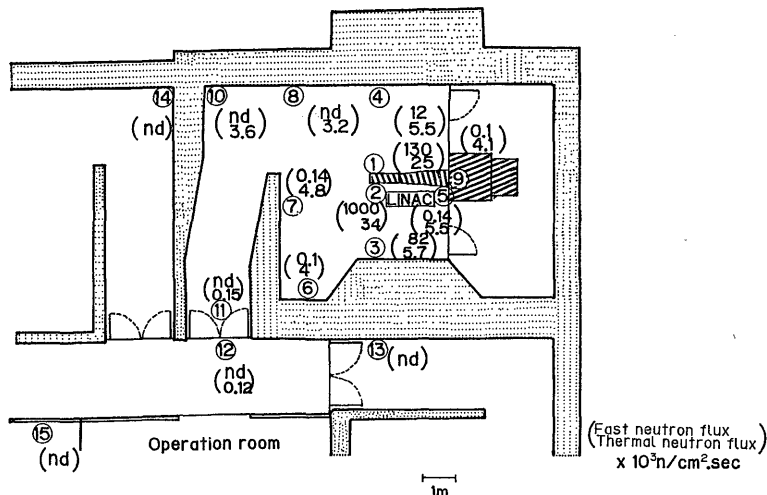 ⑭
(nd)
⑩
(nd
3.6)
⑧
(nd
3.2)
④
(12
5.5)
(130
25)
①
(0.1
4.1)
⑨
②
LINAC
⑤
(1000
34)
(0.14
5.5)
(0.14
4.8)
⑦
③
(82
5.7)
(0.1
4)
⑥
(nd
0.15)
⑪
⑫
(nd
0.12)
⑬
(nd)
⑮
(nd)
Operation room
(Fast neutron flux
Thermal neutron flux)
x 10³n/cm².sec
1m